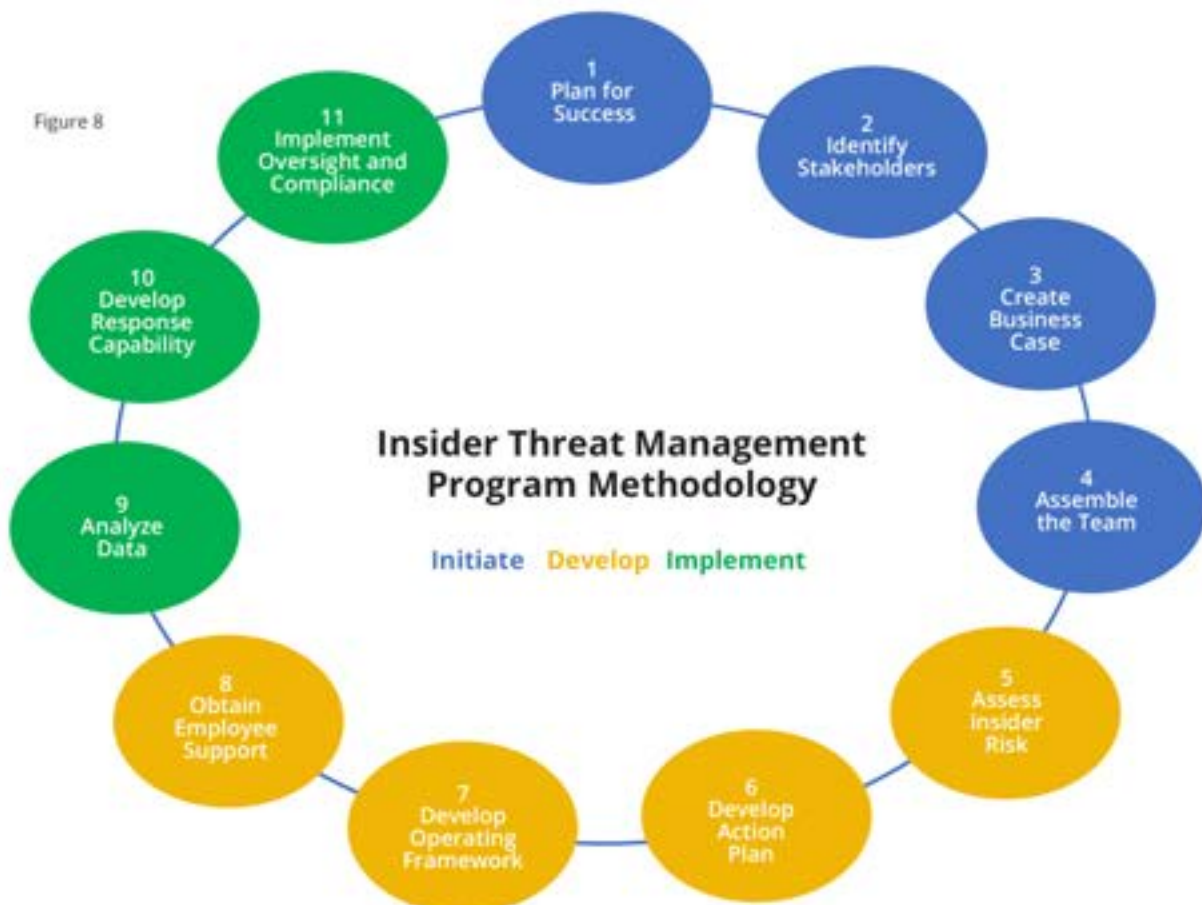 Figure 8
1
Plan for
Success
2
Identify
Stakeholders
3
Create
Business
Case
4
Assemble
the Team
5
Assess
Insider
Risk
6
Develop
Action
Plan
7
Develop
Operating
Framework
8
Obtain
Employee
Support
9
Analyze
Data
10
Develop
Response
Capability
11
Implement
Oversight and
Compliance
Insider Threat Management
Program Methodology
Initiate Develop Implement